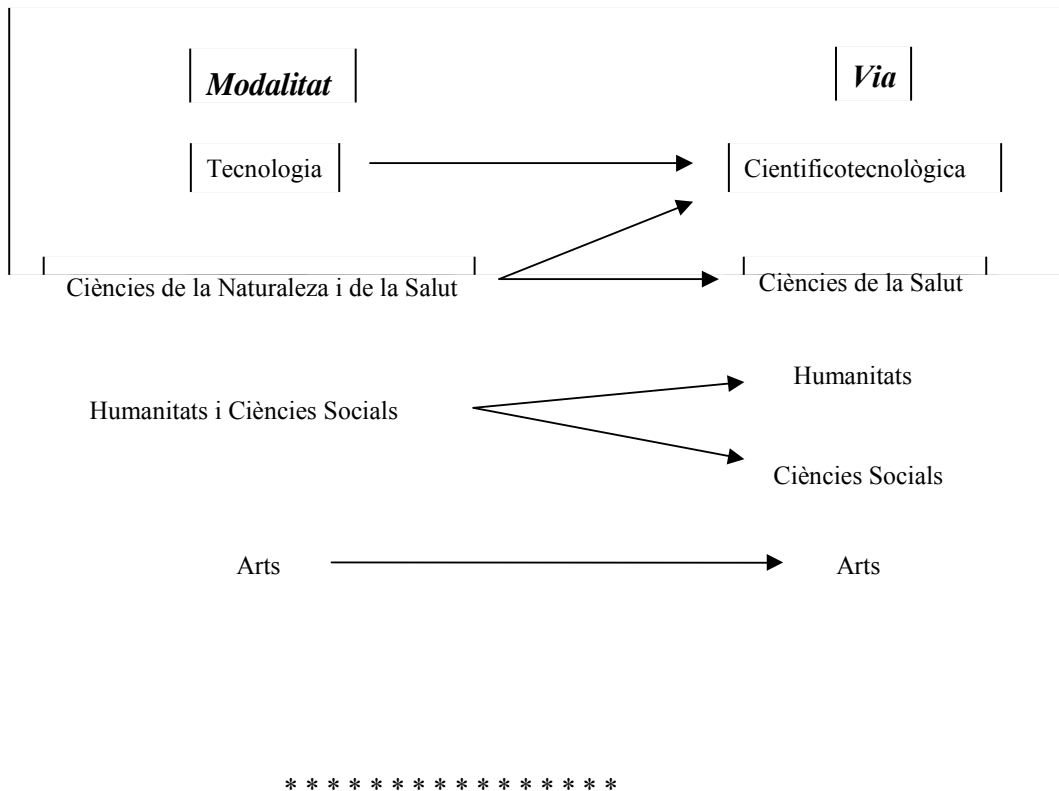 Modalitat
Via
Tecnologia
Cientificotecnològica
Ciències de la Naturaleza i de la Salut
Ciències de la Salut
Humanitats
Humanitats i Ciències Socials
Ciències Socials
Arts
Arts
* * * * * * * * * * * * * * * *